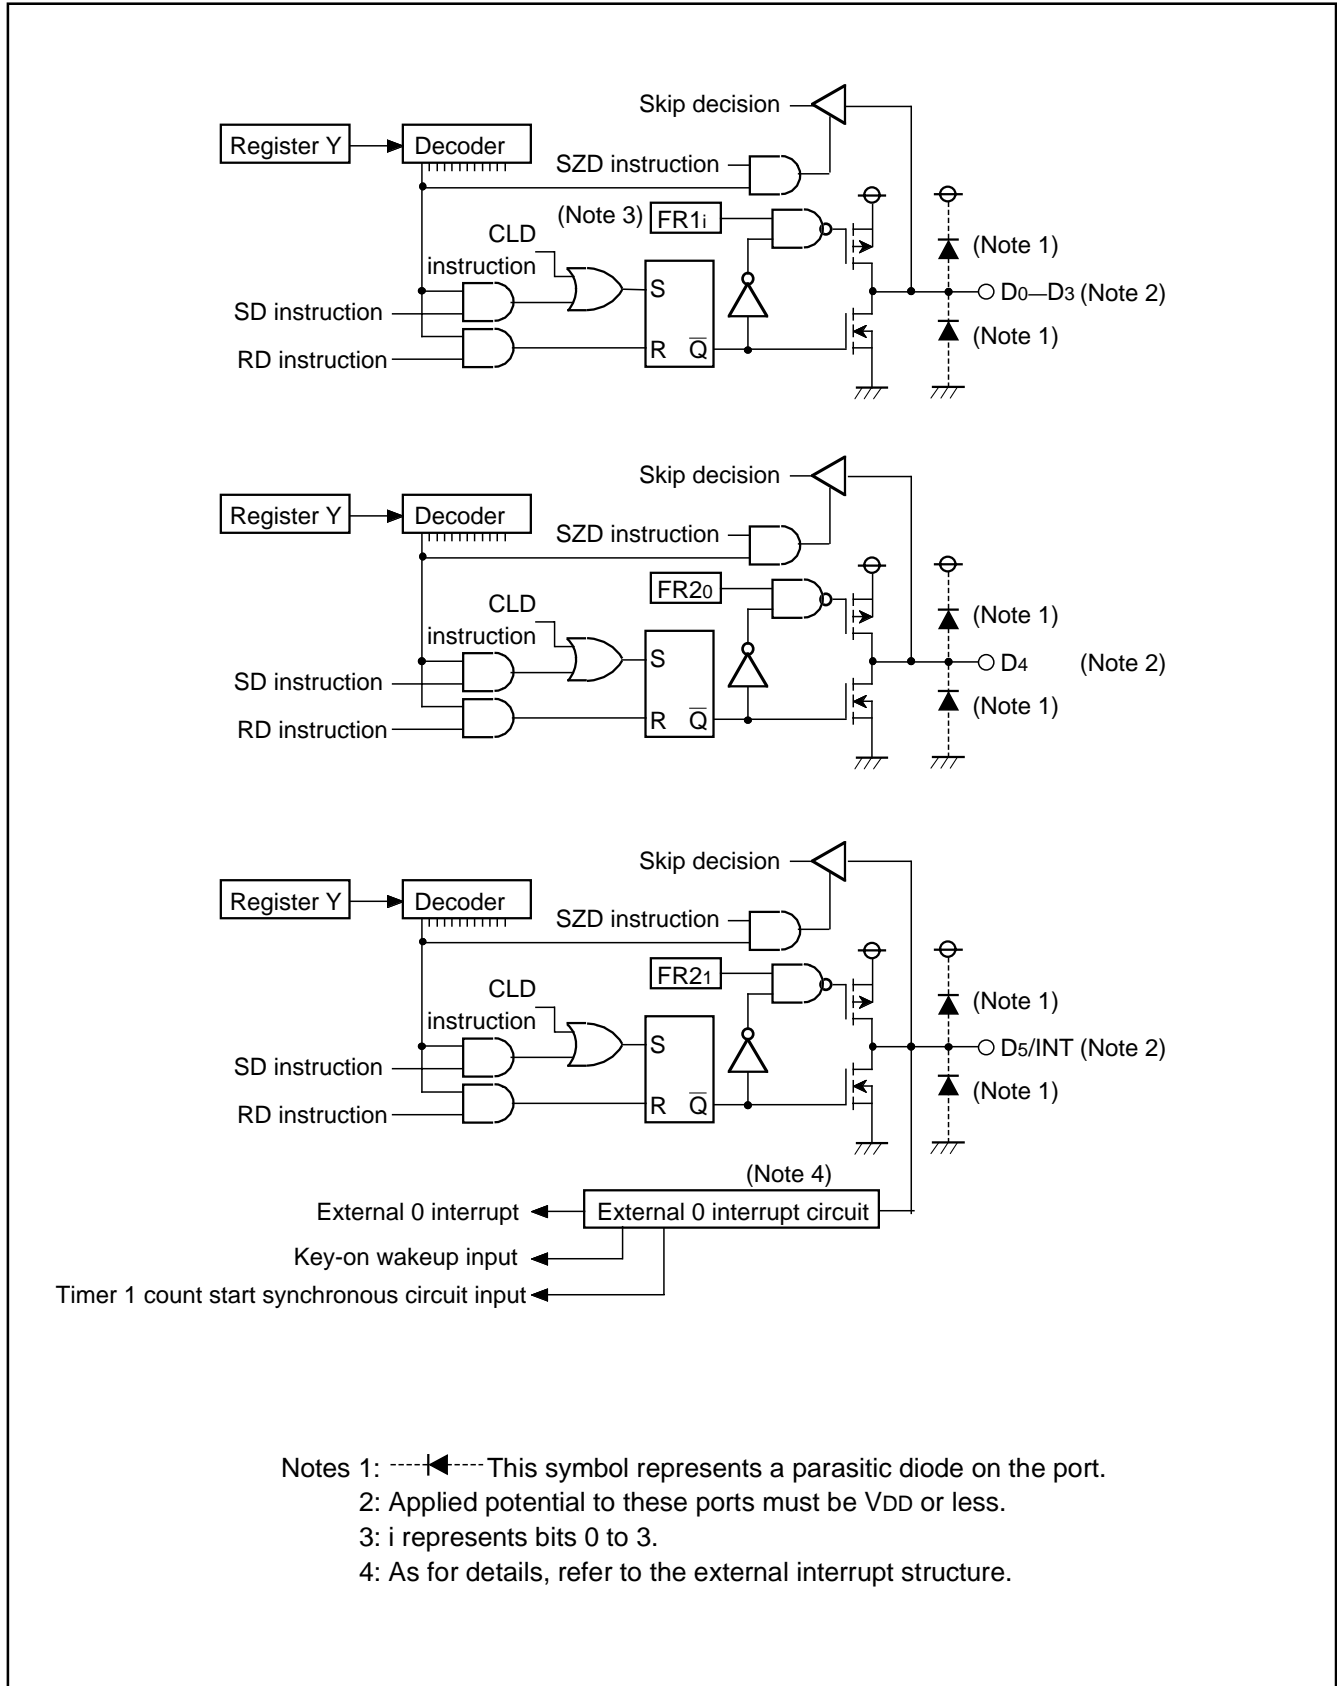 Skip decision
Register Y
Decoder
SZD instruction
(Note 3)
FR1i
CLD
instruction
(Note 1)
S
D0—D3 (Note 2)
SD instruction
(Note 1)
RD instruction
R
Q̅
Skip decision
Register Y
Decoder
SZD instruction
FR20
CLD
instruction
(Note 1)
S
D4
(Note 2)
SD instruction
(Note 1)
RD instruction
R
Q̅
Skip decision
Register Y
Decoder
SZD instruction
FR21
CLD
instruction
(Note 1)
S
D5/INT (Note 2)
SD instruction
(Note 1)
RD instruction
R
Q̅
(Note 4)
External 0 interrupt
External 0 interrupt circuit
Key-on wakeup input
Timer 1 count start synchronous circuit input
Notes 1: This symbol represents a parasitic diode on the port.
2: Applied potential to these ports must be VDD or less.
3: i represents bits 0 to 3.
4: As for details, refer to the external interrupt structure.